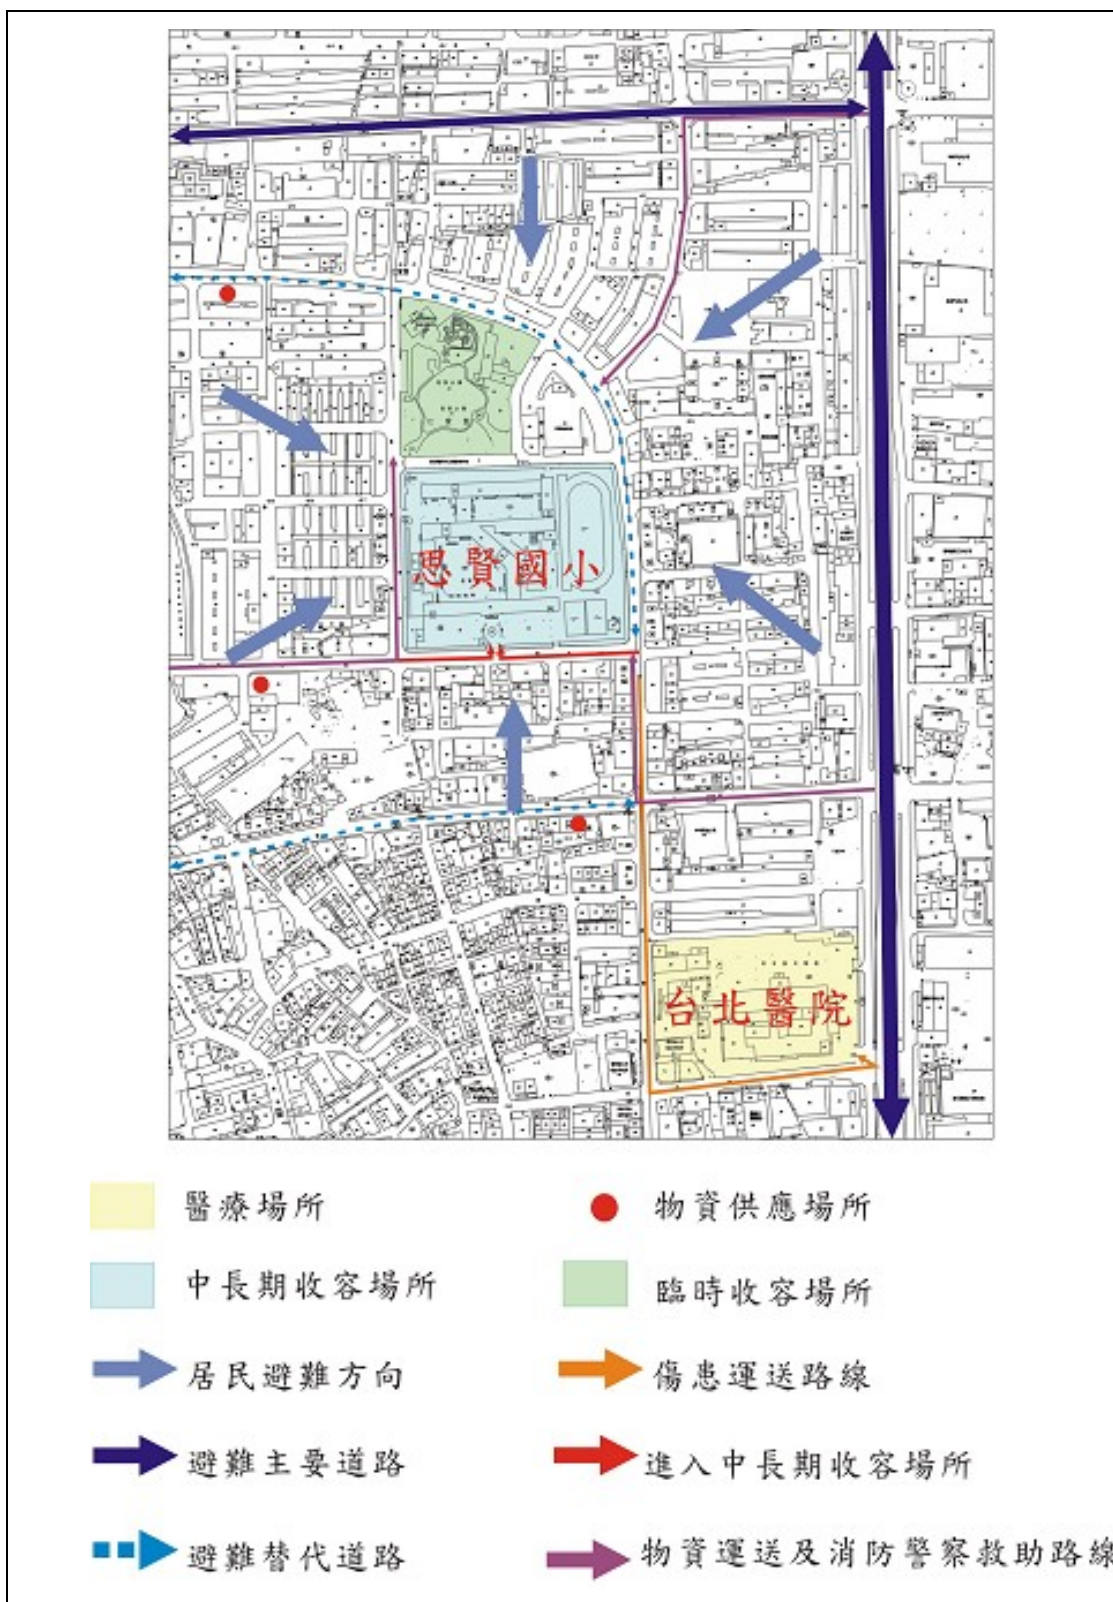 思賢國小
台北醫院
醫療場所
物資供應場所
中長期收容場所
臨時收容場所
居民避難方向
傷患運送路線
避難主要道路
進入中長期收容場所
避難替代道路
物資運送及消防警察救助路線